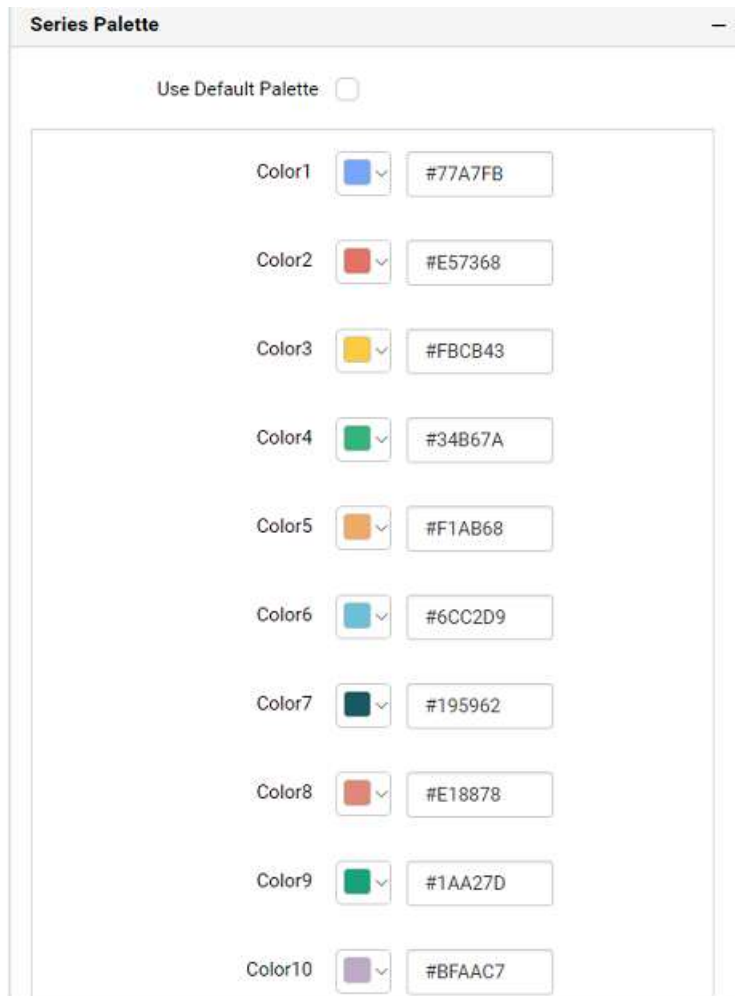 Series Palette
Use Default Palette
Color1 #77A7FB
Color2 #E57368
Color3 #FBCB43
Color4 #34B67A
Color5 #F1AB68
Color6 #6CC2D9
Color7 #195962
Color8 #E18878
Color9 #1AA27D
Color10 #BFAAC7